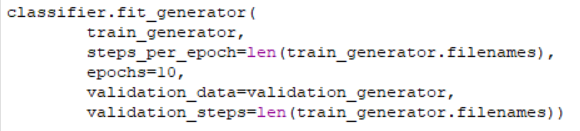 classifier.fit_generator(
        train_generator,
        steps_per_epoch=len(train_generator.filenames),
        epochs=10,
        validation_data=validation_generator,
        validation_steps=len(train_generator.filenames))